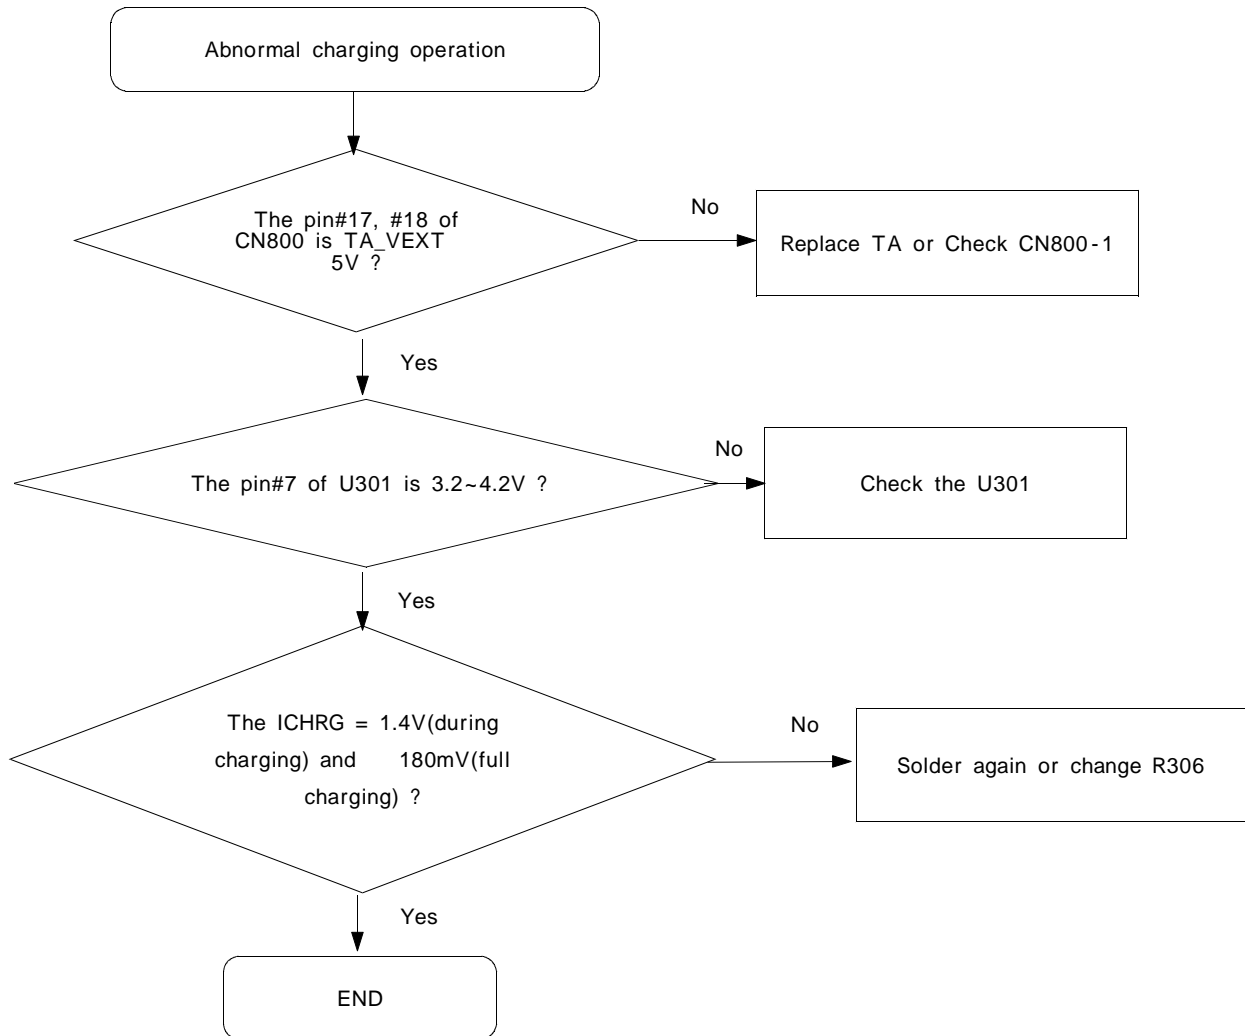 Abnormal charging operation
The pin#17, #18 of
CN800 is TA_VEXT
5V ?
No
Replace TA or Check CN800-1
Yes
The pin#7 of U301 is 3.2~4.2V ?
No
Check the U301
Yes
The ICHRG = 1.4V(during
charging) and 180mV(full
charging) ?
No
Solder again or change R306
Yes
END